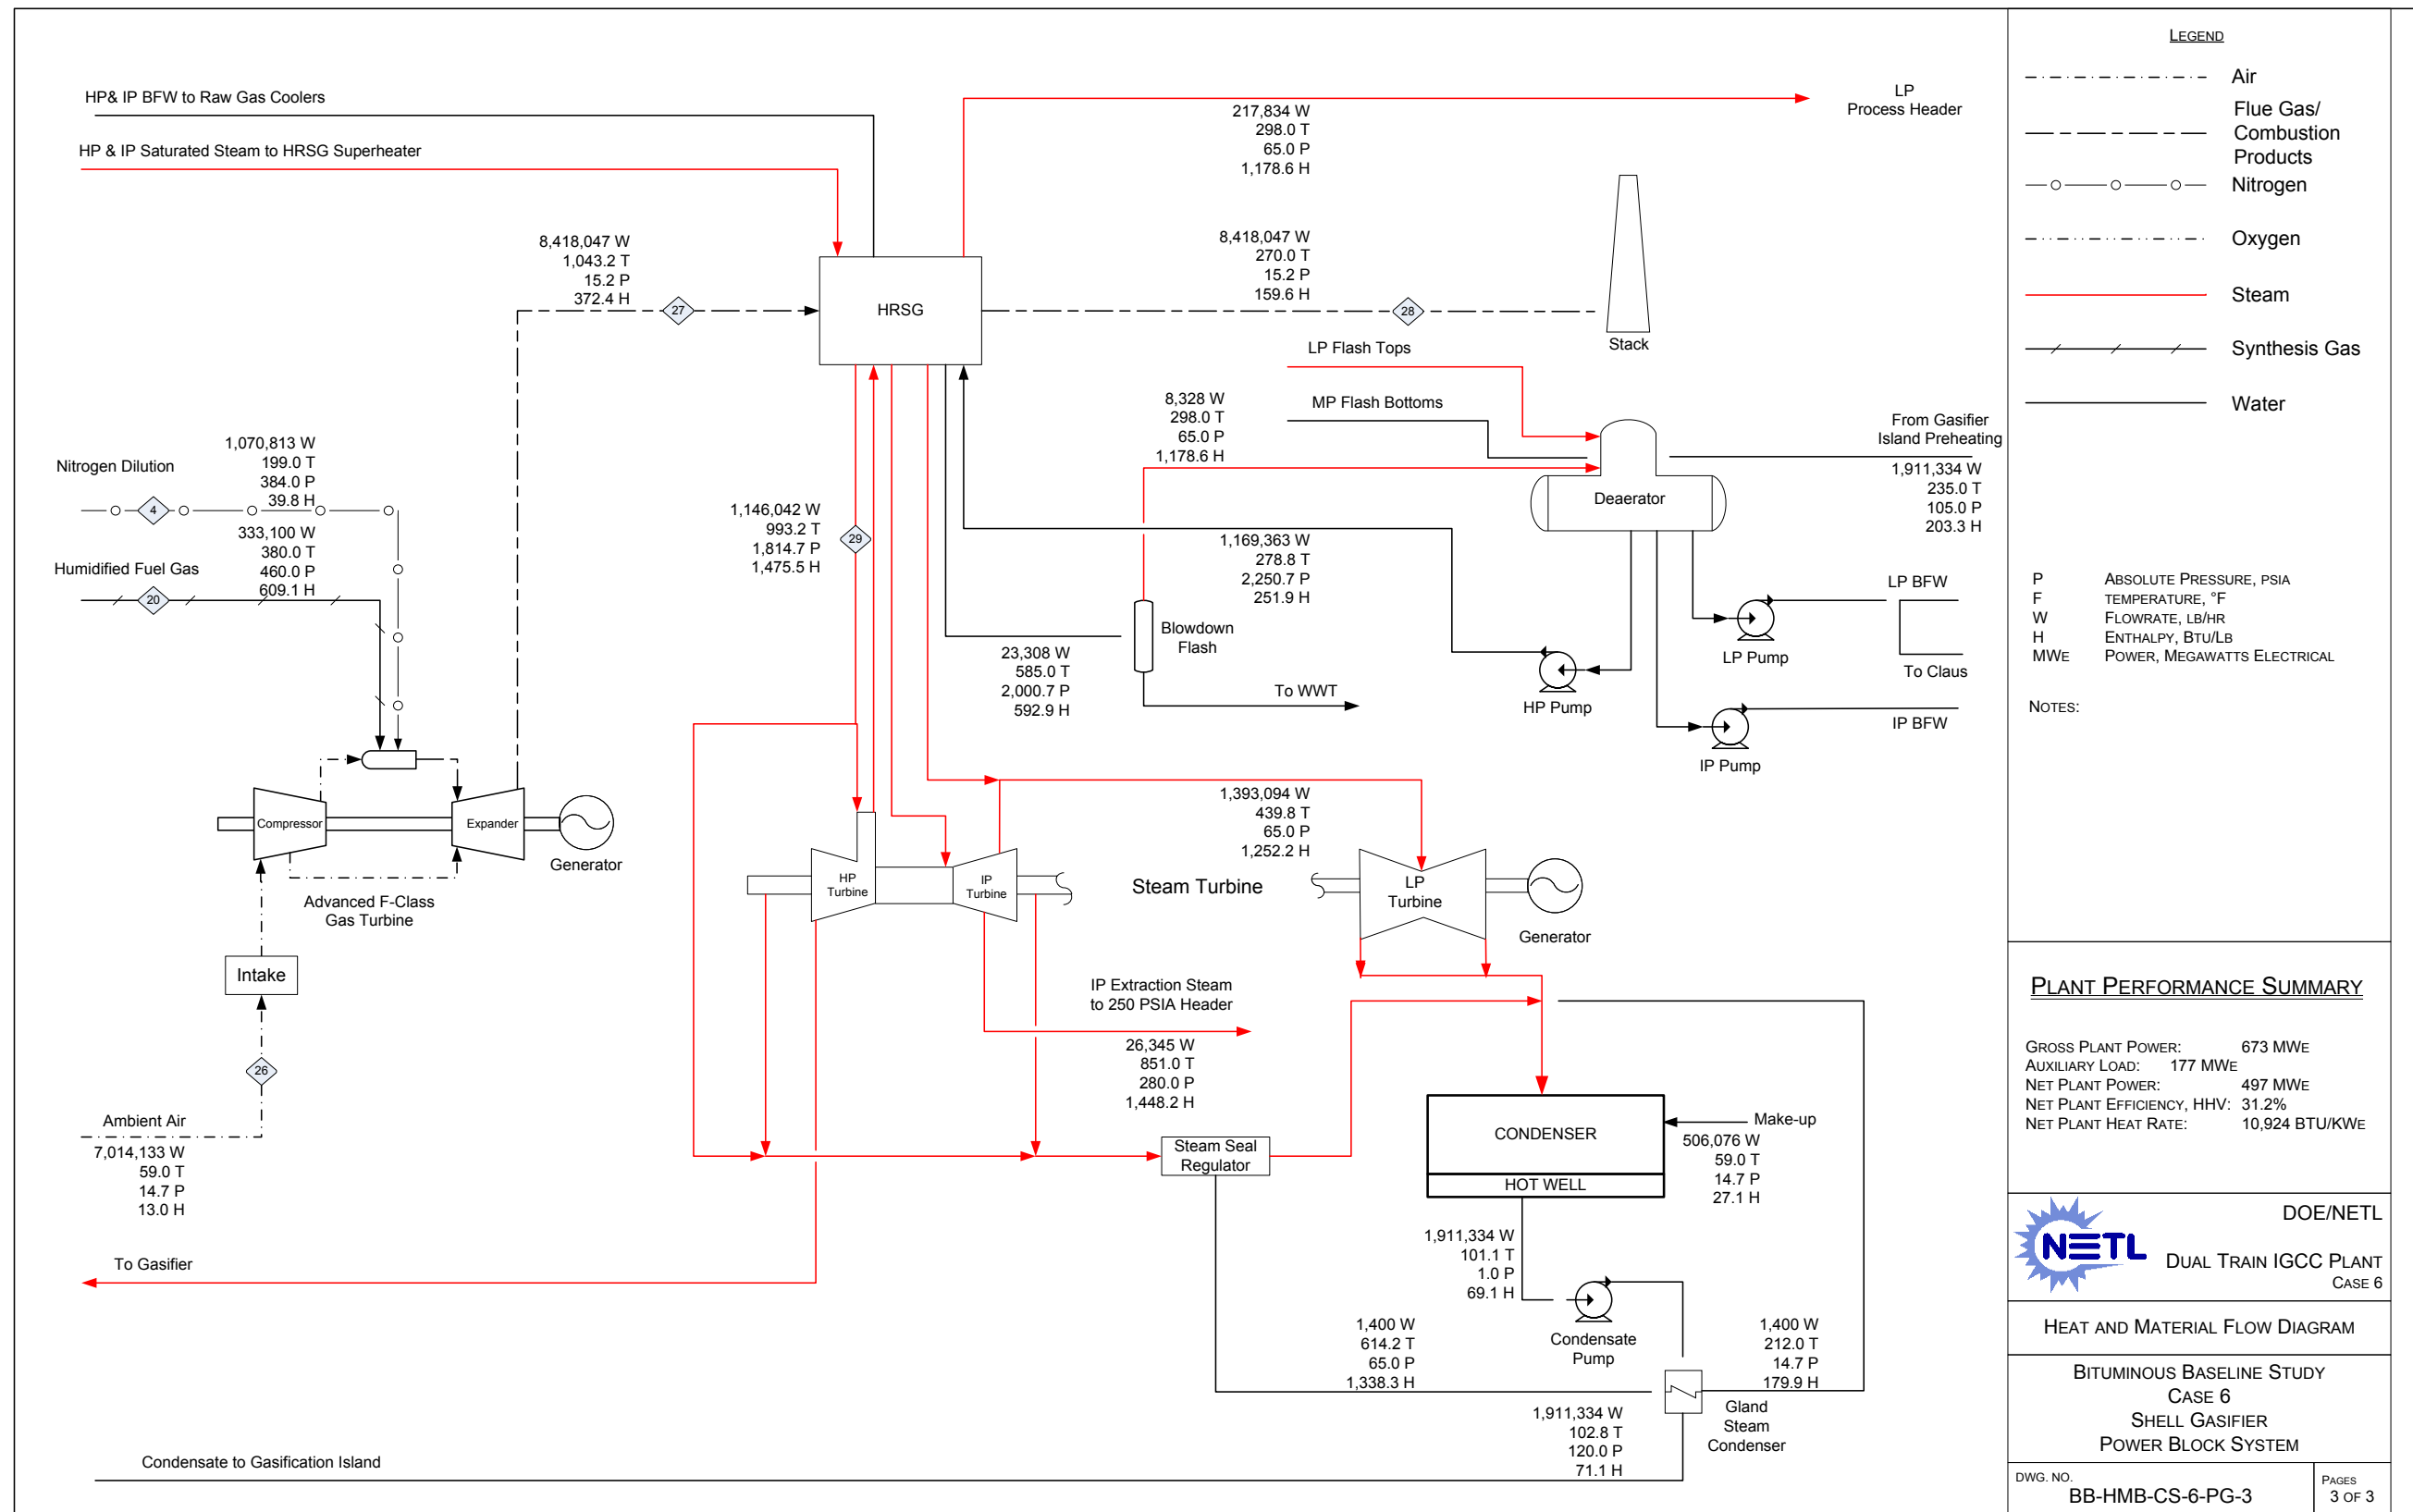 HP& IP BFW to Raw Gas Coolers
HP & IP Saturated Steam to HRSG Superheater
217,834 W
298.0 T
65.0 P
1,178.6 H
LP
Process Header
8,418,047 W
1,043.2 T
15.2 P
372.4 H
27
HRSG
8,418,047 W
270.0 T
15.2 P
159.6 H
28
Stack
LP Flash Tops
MP Flash Bottoms
8,328 W
298.0 T
65.0 P
1,178.6 H
From Gasifier
Island Preheating
1,911,334 W
235.0 T
105.0 P
203.3 H
Deaerator
Nitrogen Dilution
1,070,813 W
199.0 T
384.0 P
39.8 H
4
333,100 W
380.0 T
460.0 P
609.1 H
Humidified Fuel Gas
20
1,146,042 W
993.2 T
1,814.7 P
1,475.5 H
29
1,169,363 W
278.8 T
2,250.7 P
251.9 H
Blowdown
Flash
23,308 W
585.0 T
2,000.7 P
592.9 H
To WWT
HP Pump
LP Pump
LP BFW
To Claus
IP Pump
IP BFW
Compressor
Expander
Generator
Advanced F-Class
Gas Turbine
Intake
26
Ambient Air
7,014,133 W
59.0 T
14.7 P
13.0 H
To Gasifier
HP
Turbine
IP
Turbine
Steam Turbine
1,393,094 W
439.8 T
65.0 P
1,252.2 H
LP
Turbine
Generator
IP Extraction Steam
to 250 PSIA Header
26,345 W
851.0 T
280.0 P
1,448.2 H
Steam Seal
Regulator
CONDENSER
HOT WELL
Make-up
506,076 W
59.0 T
14.7 P
27.1 H
1,911,334 W
101.1 T
1.0 P
69.1 H
Condensate
Pump
1,400 W
614.2 T
65.0 P
1,338.3 H
1,400 W
212.0 T
14.7 P
179.9 H
Gland
Steam
Condenser
1,911,334 W
102.8 T
120.0 P
71.1 H
Condensate to Gasification Island
LEGEND
Air
Flue Gas/
Combustion
Products
Nitrogen
Oxygen
Steam
Synthesis Gas
Water
P ABSOLUTE PRESSURE, PSIA
F TEMPERATURE, °F
W FLOWRATE, LB/HR
H ENTHALPY, BTU/LB
MWE POWER, MEGAWATTS ELECTRICAL
NOTES:
PLANT PERFORMANCE SUMMARY
GROSS PLANT POWER: 673 MWE
AUXILIARY LOAD: 177 MWE
NET PLANT POWER: 497 MWE
NET PLANT EFFICIENCY, HHV: 31.2%
NET PLANT HEAT RATE: 10,924 BTU/KWE
NETL
DOE/NETL
DUAL TRAIN IGCC PLANT
CASE 6
HEAT AND MATERIAL FLOW DIAGRAM
BITUMINOUS BASELINE STUDY
CASE 6
SHELL GASIFIER
POWER BLOCK SYSTEM
DWG. NO.
BB-HMB-CS-6-PG-3
PAGES
3 OF 3